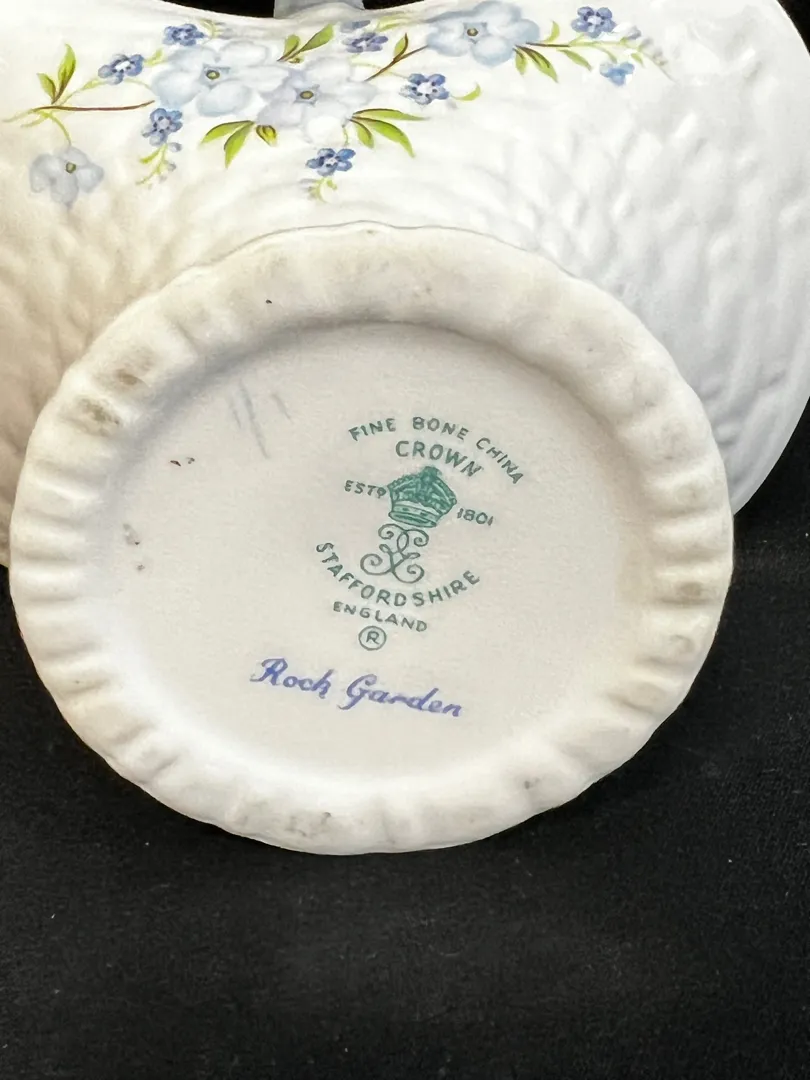 FINE BONE CHINA
CROWN
ESTD 1801
STAFFORDSHIRE
ENGLAND
®
Rock Garden